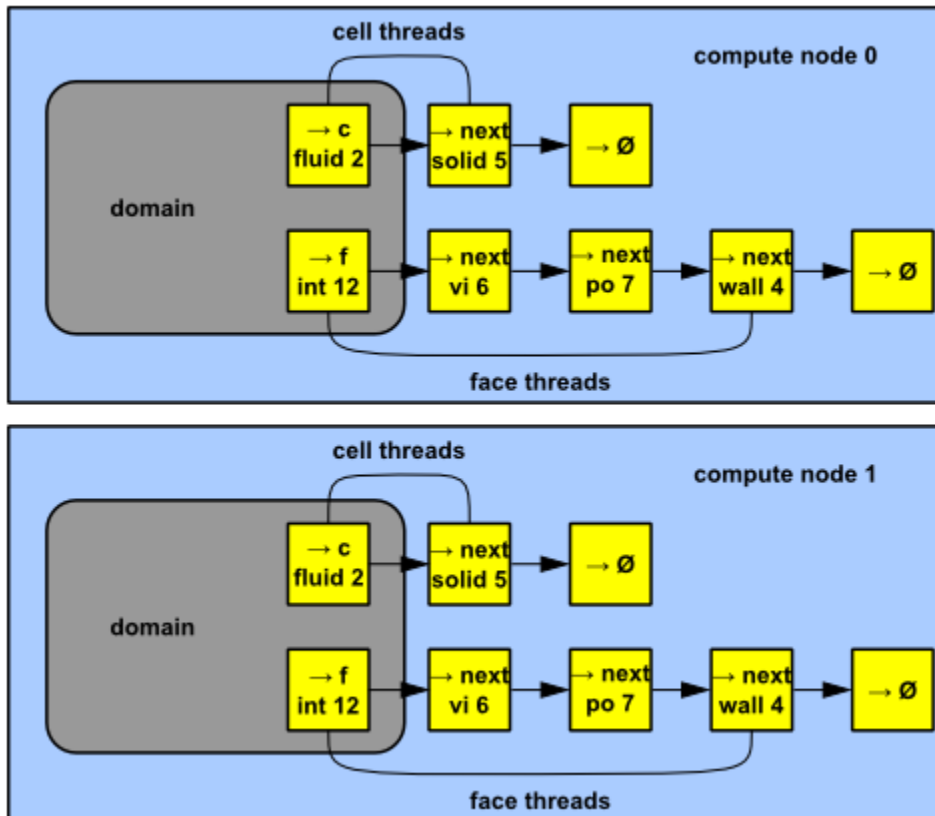 cell threads
compute node 0
→ c
fluid 2
→ next
solid 5
→ Ø
domain
→ f
int 12
→ next
vi 6
→ next
po 7
→ next
wall 4
→ Ø
face threads
cell threads
compute node 1
→ c
fluid 2
→ next
solid 5
→ Ø
domain
→ f
int 12
→ next
vi 6
→ next
po 7
→ next
wall 4
→ Ø
face threads